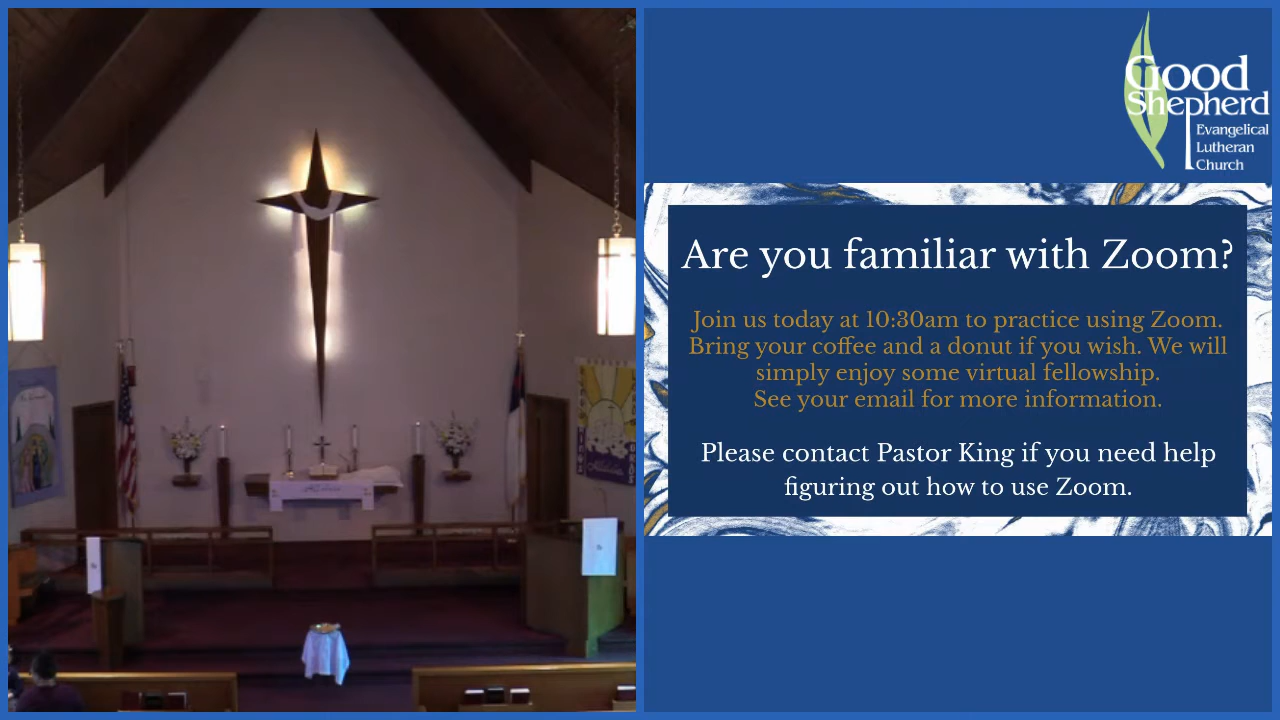 Good
Shepherd
Evangelical
Lutheran
Church
Are you familiar with Zoom?
Join us today at 10:30am to practice using Zoom.
Bring your coffee and a donut if you wish. We will
simply enjoy some virtual fellowship.
See your email for more information.
Please contact Pastor King if you need help
figuring out how to use Zoom.